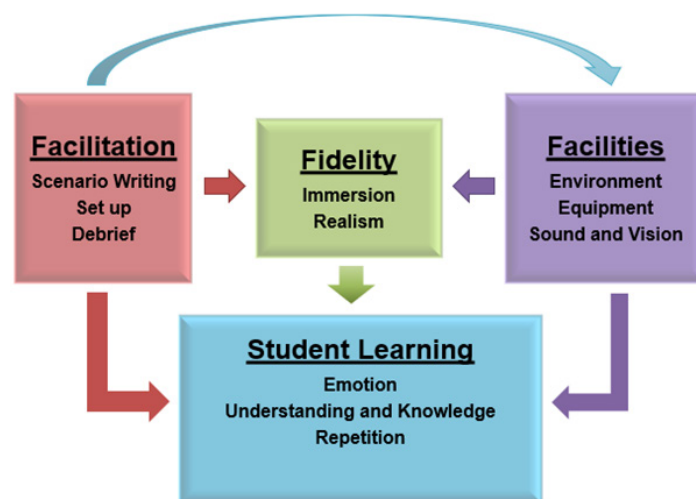 Facilitation
Scenario Writing
Set up
Debrief
Fidelity
Immersion
Realism
Facilities
Environment
Equipment
Sound and Vision
Student Learning
Emotion
Understanding and Knowledge
Repetition